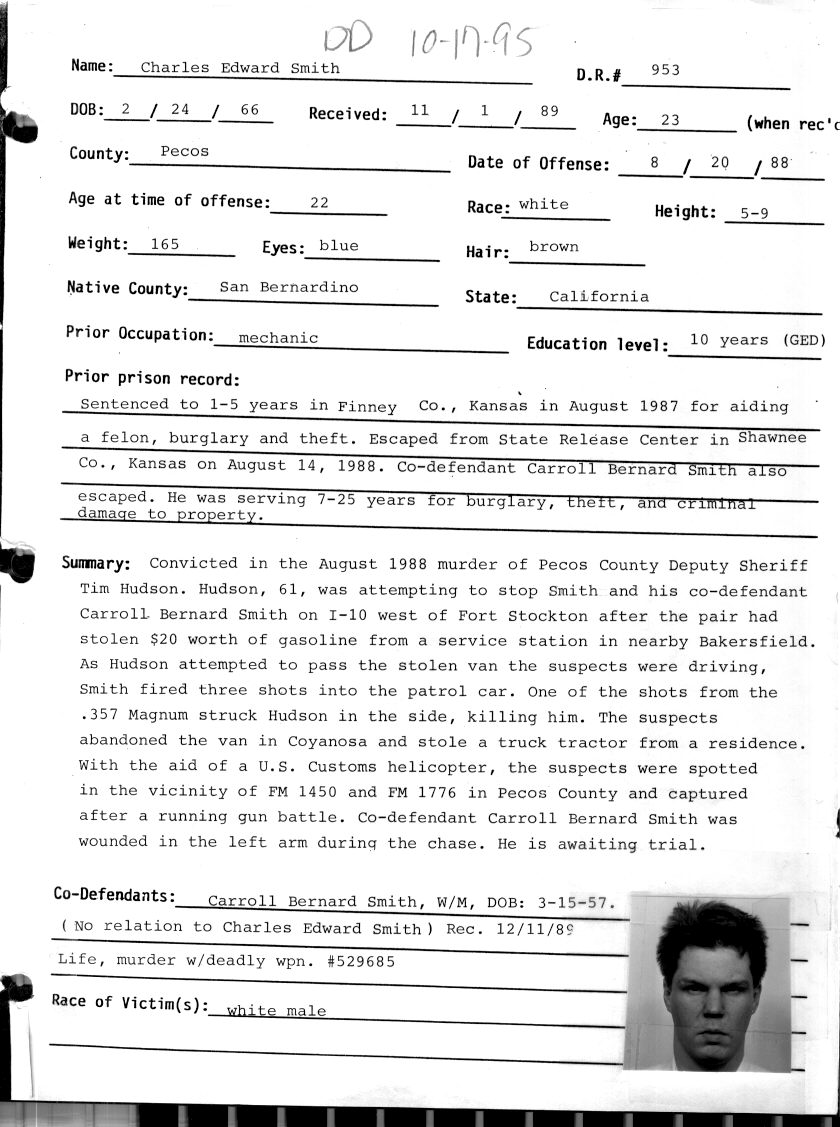 DD 10-17-95
Name: Charles Edward Smith D.R.# 953
DOB: 2 / 24 / 66 Received: 11 / 1 / 89 Age: 23 (when rec'd
County: Pecos Date of Offense: 8 / 20 / 88
Age at time of offense: 22 Race: white Height: 5-9
Weight: 165 Eyes: blue Hair: brown
Native County: San Bernardino State: California
Prior Occupation: mechanic Education level: 10 years (GED)
Prior prison record:
Sentenced to 1-5 years in Finney Co., Kansas in August 1987 for aiding
a felon, burglary and theft. Escaped from State Release Center in Shawnee
Co., Kansas on August 14, 1988. Co-defendant Carroll Bernard Smith also
escaped. He was serving 7-25 years for burglary, theft, and criminal
damage to property.
Summary: Convicted in the August 1988 murder of Pecos County Deputy Sheriff
Tim Hudson. Hudson, 61, was attempting to stop Smith and his co-defendant
Carroll Bernard Smith on I-10 west of Fort Stockton after the pair had
stolen $20 worth of gasoline from a service station in nearby Bakersfield.
As Hudson attempted to pass the stolen van the suspects were driving,
Smith fired three shots into the patrol car. One of the shots from the
.357 Magnum struck Hudson in the side, killing him. The suspects
abandoned the van in Coyanosa and stole a truck tractor from a residence.
With the aid of a U.S. Customs helicopter, the suspects were spotted
in the vicinity of FM 1450 and FM 1776 in Pecos County and captured
after a running gun battle. Co-defendant Carroll Bernard Smith was
wounded in the left arm during the chase. He is awaiting trial.
Co-Defendants: Carroll Bernard Smith, W/M, DOB: 3-15-57.
(No relation to Charles Edward Smith) Rec. 12/11/89
Life, murder w/deadly wpn. #529685
Race of Victim(s): white male